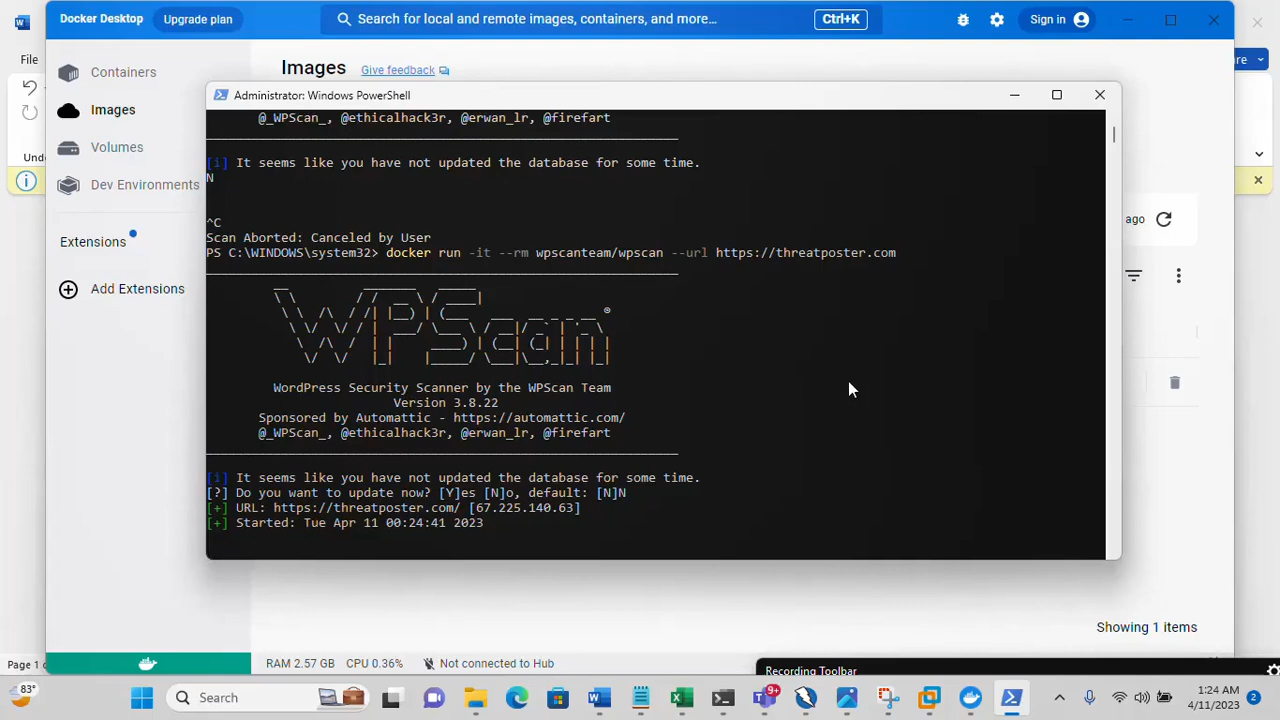 Docker Desktop
Upgrade plan
Search for local and remote images, containers, and more...
Ctrl+K
Sign in
File
Containers
Images
Volumes
Dev Environments
Extensions
Add Extensions
Images
Give feedback
Administrator: Windows PowerShell
@_WPScan_, @ethicalhack3r, @erwan_lr, @firefart
[i] It seems like you have not updated the database for some time.
N
^C
Scan Aborted: Canceled by User
PS C:\WINDOWS\system32> docker run -it --rm wpscanteam/wpscan --url https://threatposter.com
WPScan ®
WordPress Security Scanner by the WPScan Team
Version 3.8.22
Sponsored by Automattic - https://automattic.com/
@_WPScan_, @ethicalhack3r, @erwan_lr, @firefart
[i] It seems like you have not updated the database for some time.
[?] Do you want to update now? [Y]es [N]o, default: [N]N
[+] URL: https://threatposter.com/ [67.225.140.63]
[+] Started: Tue Apr 11 00:24:41 2023
ago
Showing 1 items
RAM 2.57 GB CPU 0.36%
Not connected to Hub
Recording Toolbar
83°
Search
9+
1:24 AM
4/11/2023
2